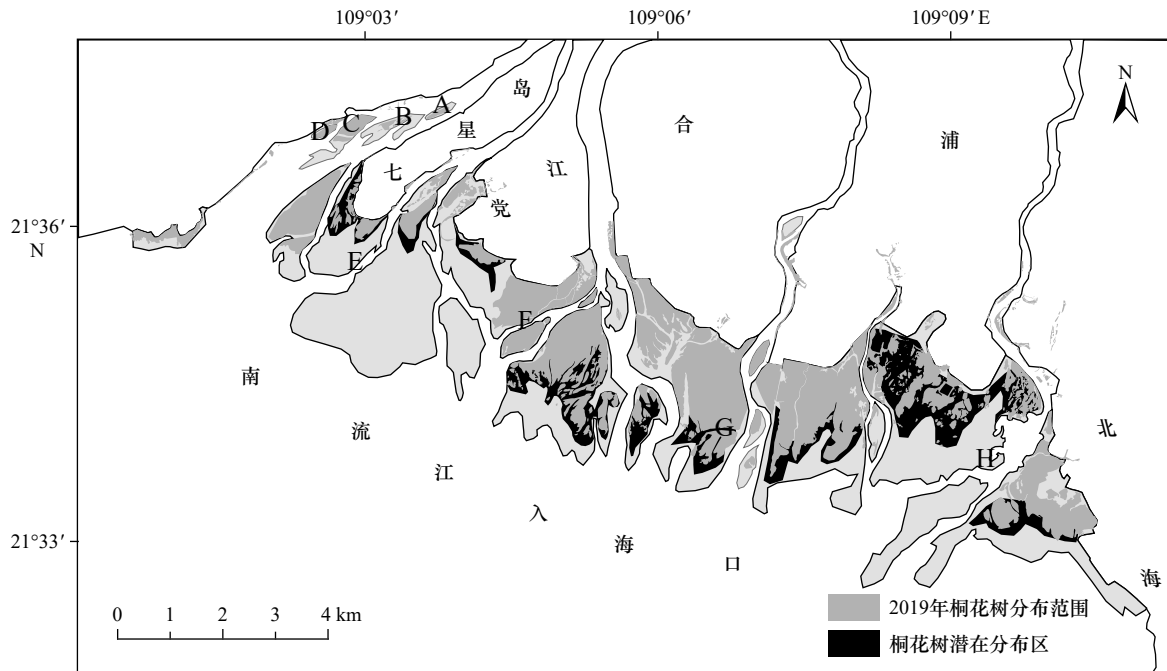 109°03′ 109°06′ 109°09′ E
N
岛
A
B
C
D
星
合
浦
七
江
党
21°36′
N
E
F
南
流
江
入
海
口
G
H
北
海
21°33′
0 1 2 3 4 km
2019年桐花树分布范围
桐花树潜在分布区